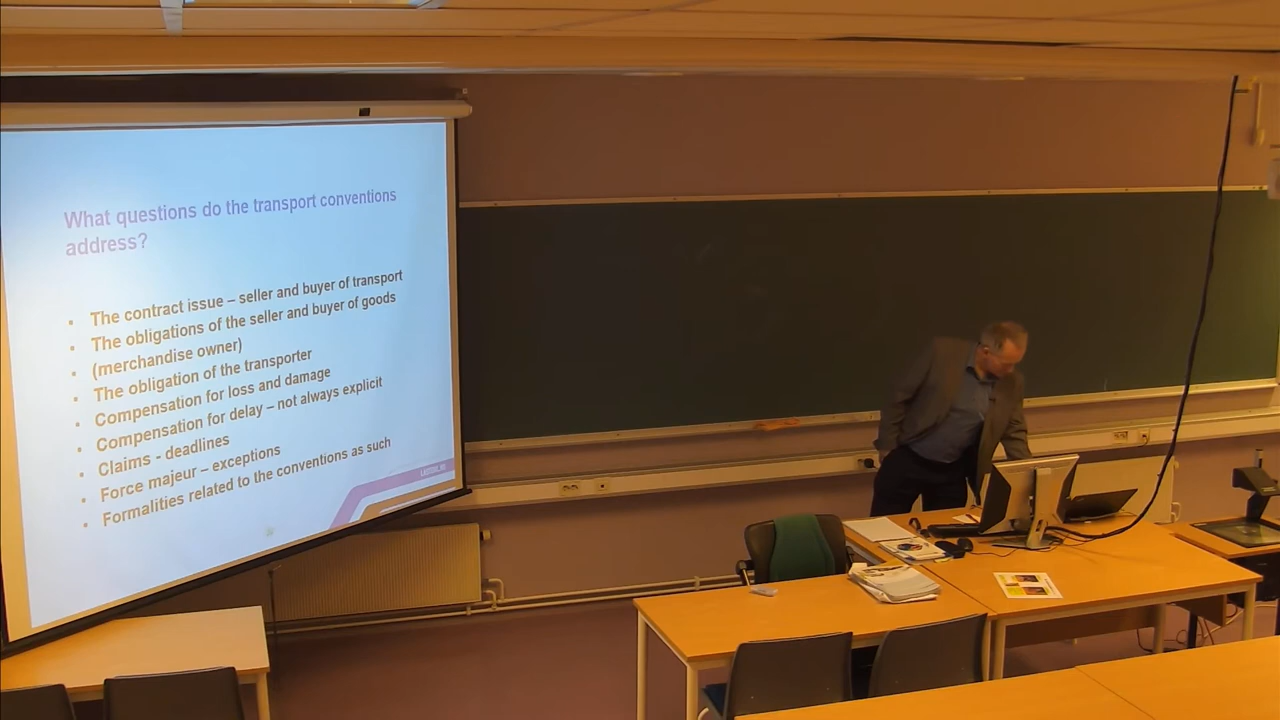 What questions do the transport conventions
address?
• The contract issue – seller and buyer of transport
• The obligations of the seller and buyer of goods
• (merchandise owner)
• The obligation of the transporter
• Compensation for loss and damage
• Compensation for delay – not always explicit
• Claims - deadlines
• Force majeur – exceptions
• Formalities related to the conventions as such